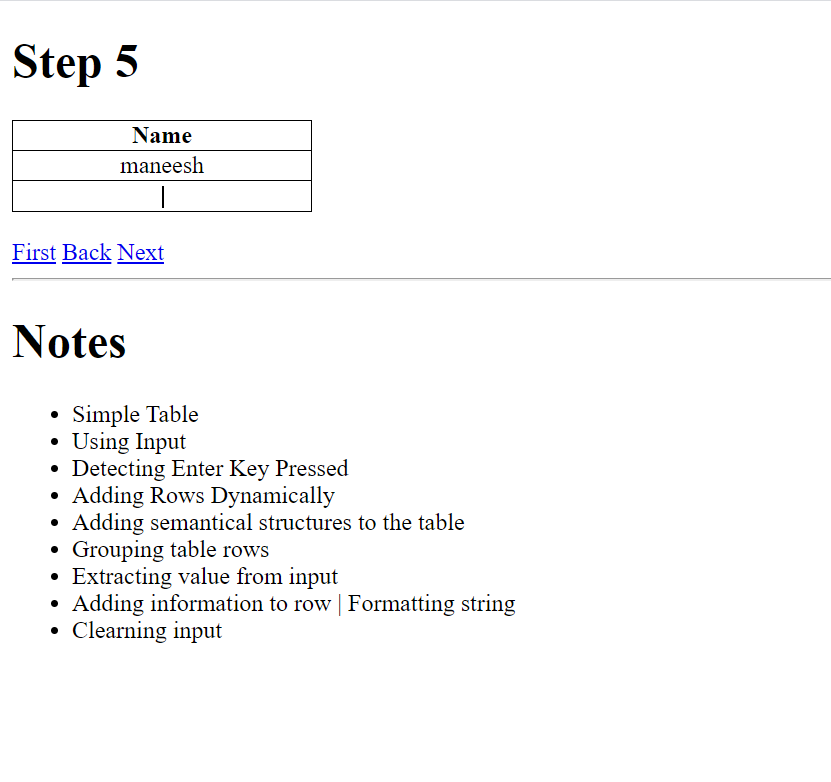 Step 5
Name
maneesh
First Back Next
Notes
Simple Table
Using Input
Detecting Enter Key Pressed
Adding Rows Dynamically
Adding semantical structures to the table
Grouping table rows
Extracting value from input
Adding information to row | Formatting string
Clearning input